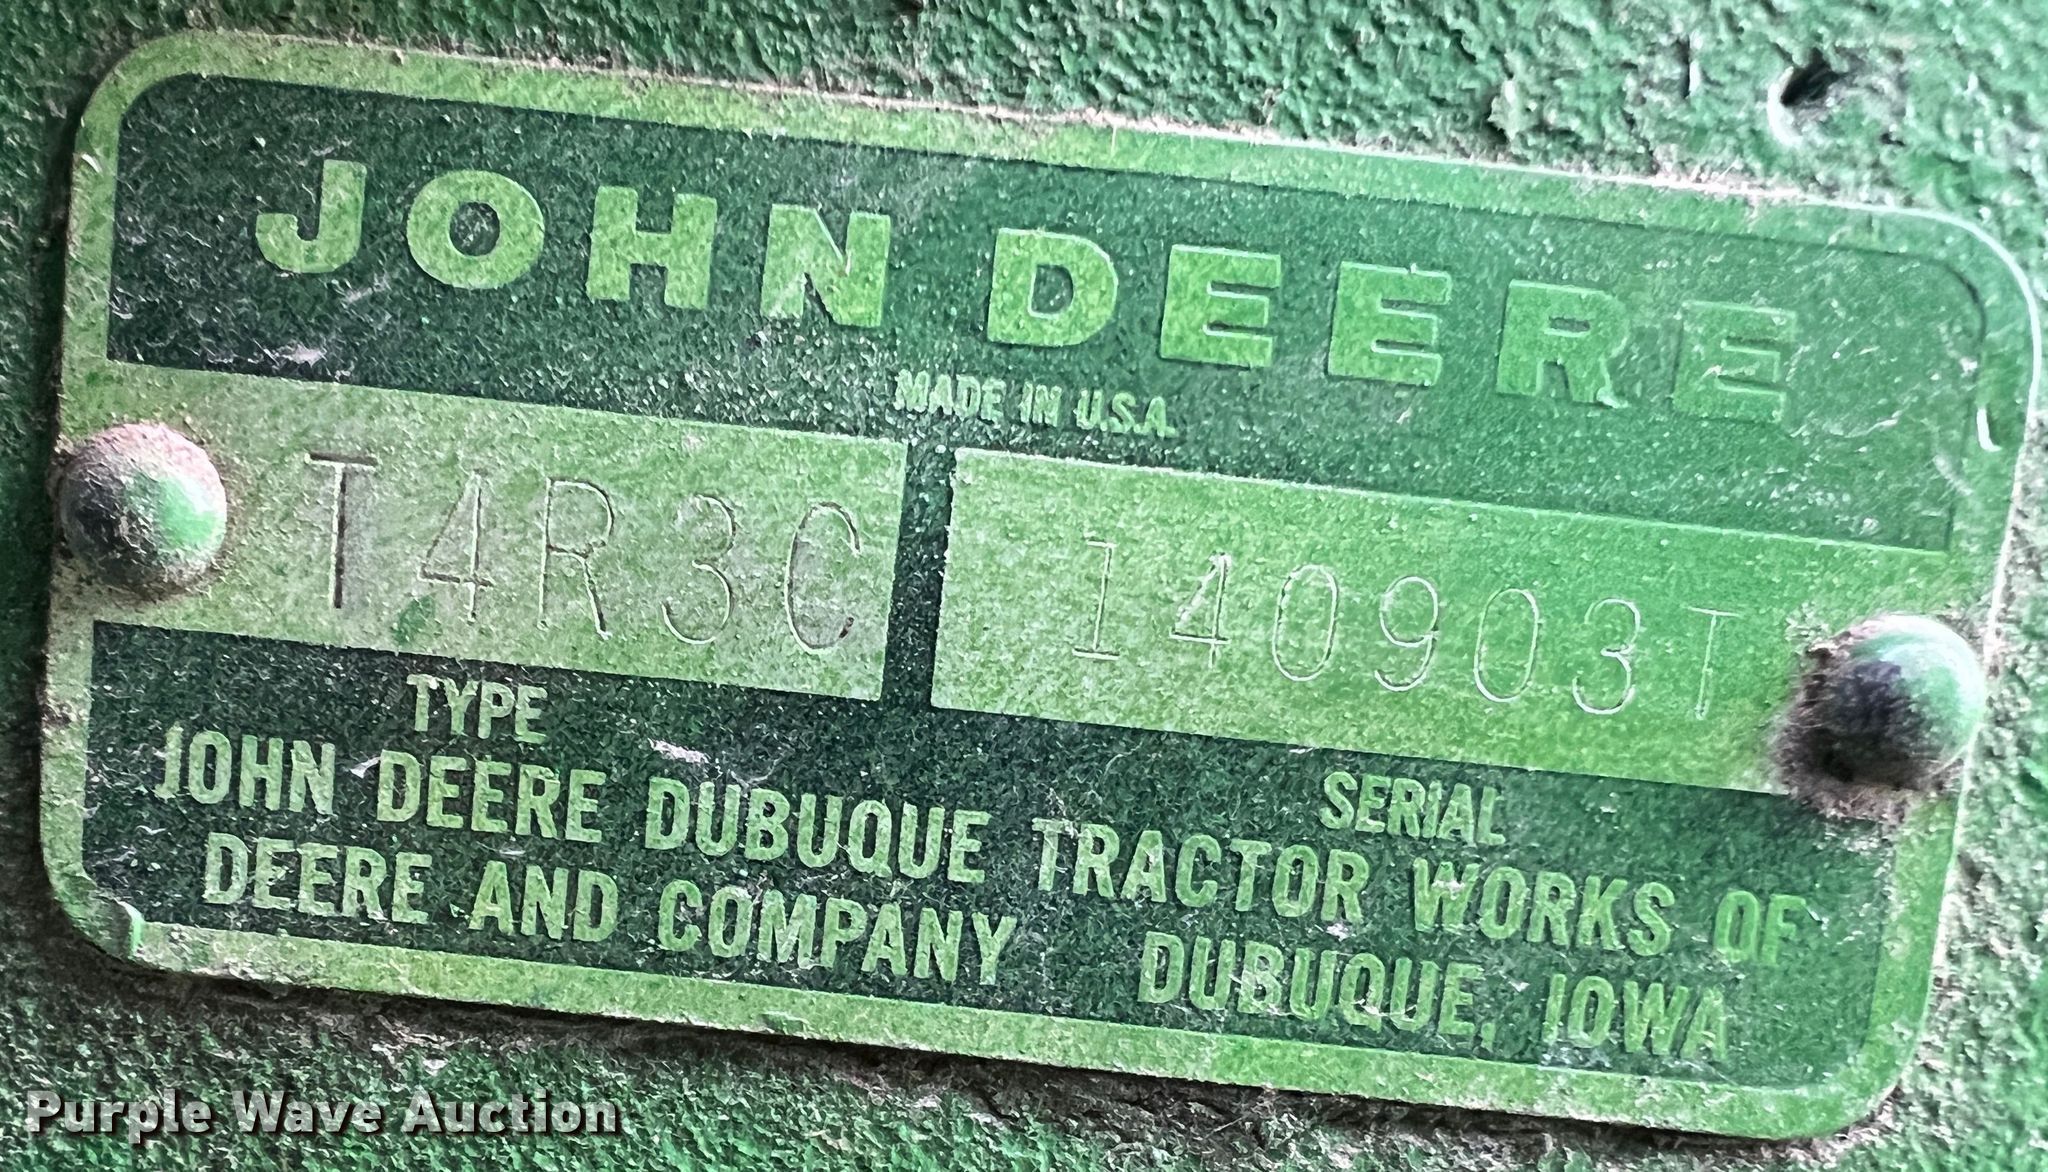 JOHN DEERE
MADE IN U.S.A.
T4R3C 140903T
TYPE SERIAL
JOHN DEERE DUBUQUE TRACTOR WORKS OF
DEERE AND COMPANY DUBUQUE, IOWA
Purple Wave Auction